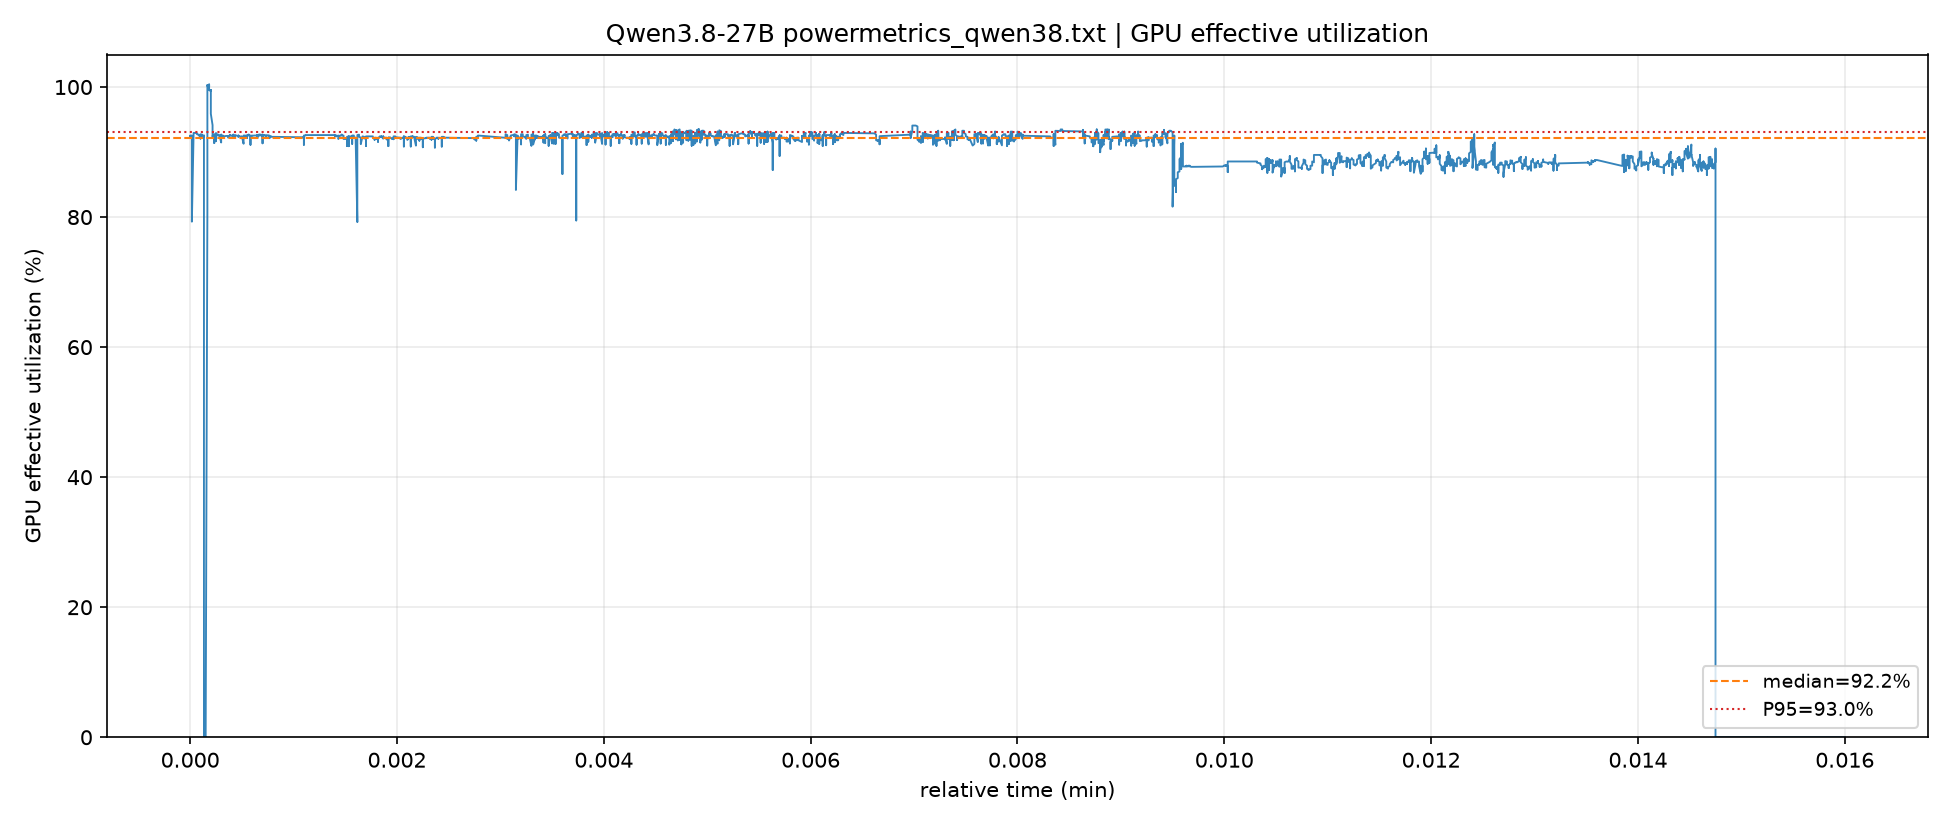 Qwen3.8-27B powermetrics_qwen38.txt | GPU effective utilization
GPU effective utilization (%)
100
80
60
40
20
0
0.000 0.002 0.004 0.006 0.008 0.010 0.012 0.014 0.016
relative time (min)
median=92.2%
P95=93.0%